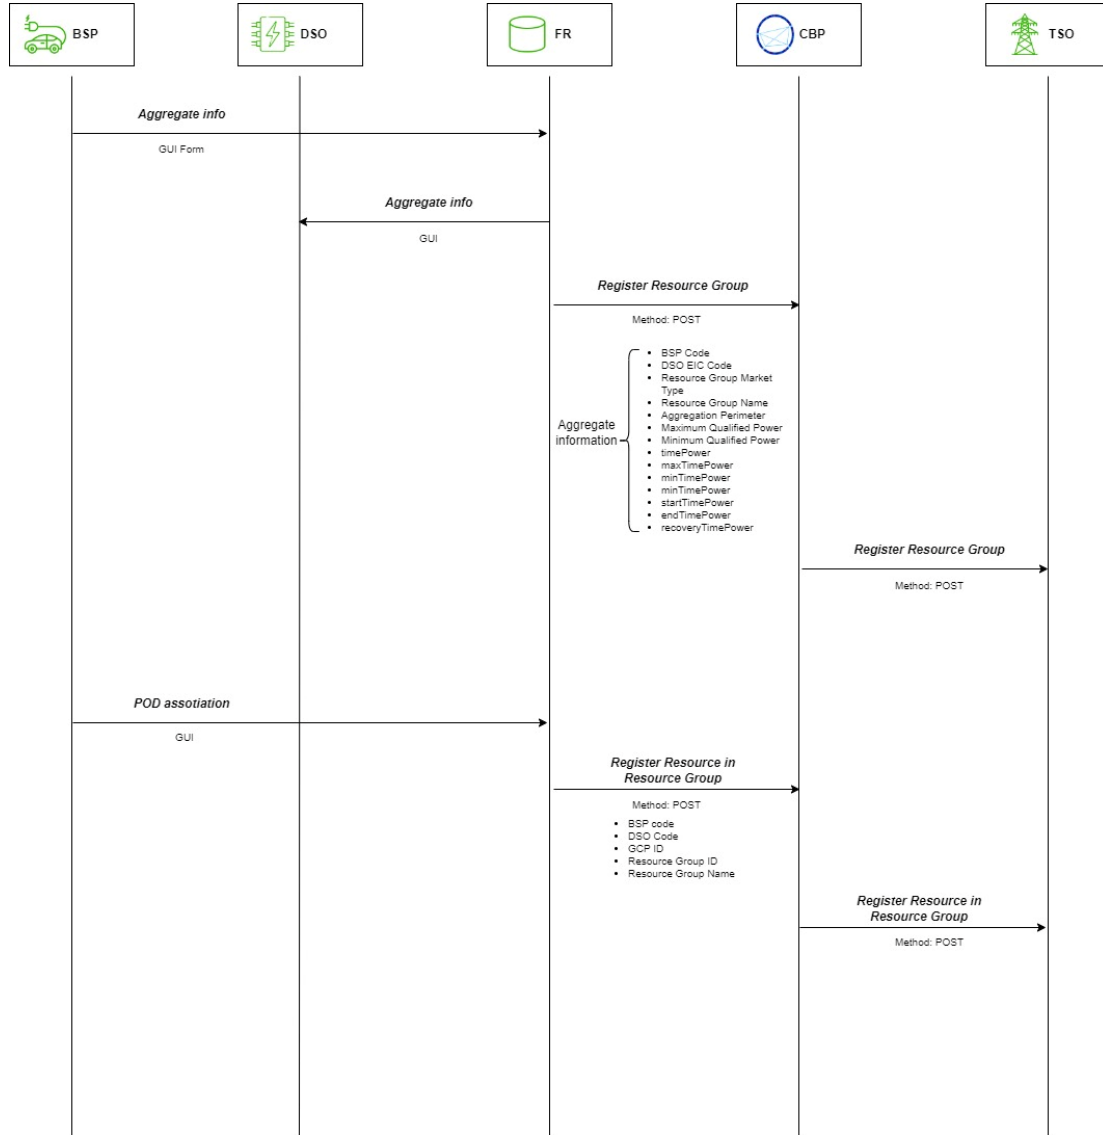 BSP
DSO
FR
CBP
TSO
Aggregate info
GUI Form
Aggregate info
GUI
Register Resource Group
Method: POST
Aggregate
information
• BSP Code
• DSO EIC Code
• Resource Group Market
Type
• Resource Group Name
• Aggregation Perimeter
• Maximum Qualified Power
• Minimum Qualified Power
• timePower
• maxTimePower
• minTimePower
• minTimePower
• startTimePower
• endTimePower
• recoveryTimePower
Register Resource Group
Method: POST
POD assotiation
GUI
Register Resource in
Resource Group
Method: POST
• BSP code
• DSO Code
• GCP ID
• Resource Group ID
• Resource Group Name
Register Resource in
Resource Group
Method: POST